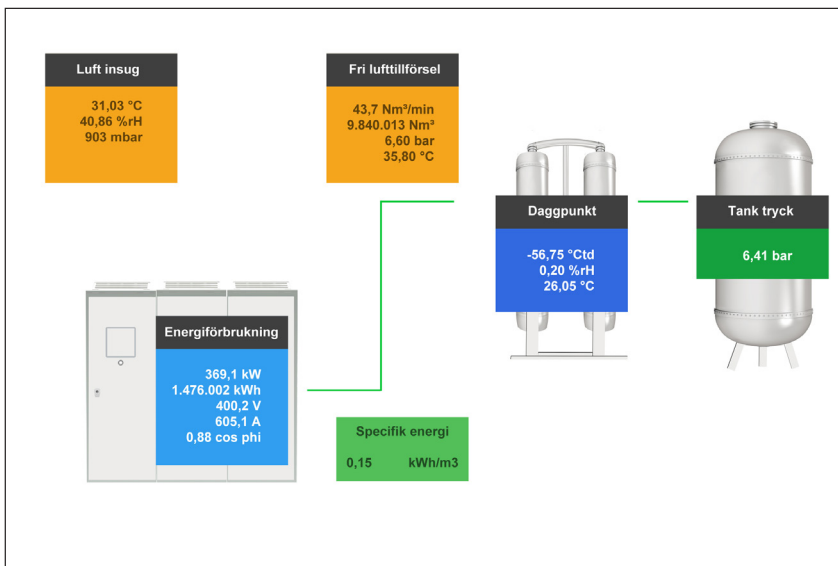 Luft insug
31,03 °C
40,86 %rH
903 mbar
Fri lufttillförsel
43,7 Nm³/min
9.840.013 Nm³
6,60 bar
35,80 °C
Daggpunkt
-56,75 °Ctd
0,20 %rH
26,05 °C
Tank tryck
6,41 bar
Energiförbrukning
369,1 kW
1.476.002 kWh
400,2 V
605,1 A
0,88 cos phi
Specifik energi
0,15 kWh/m3